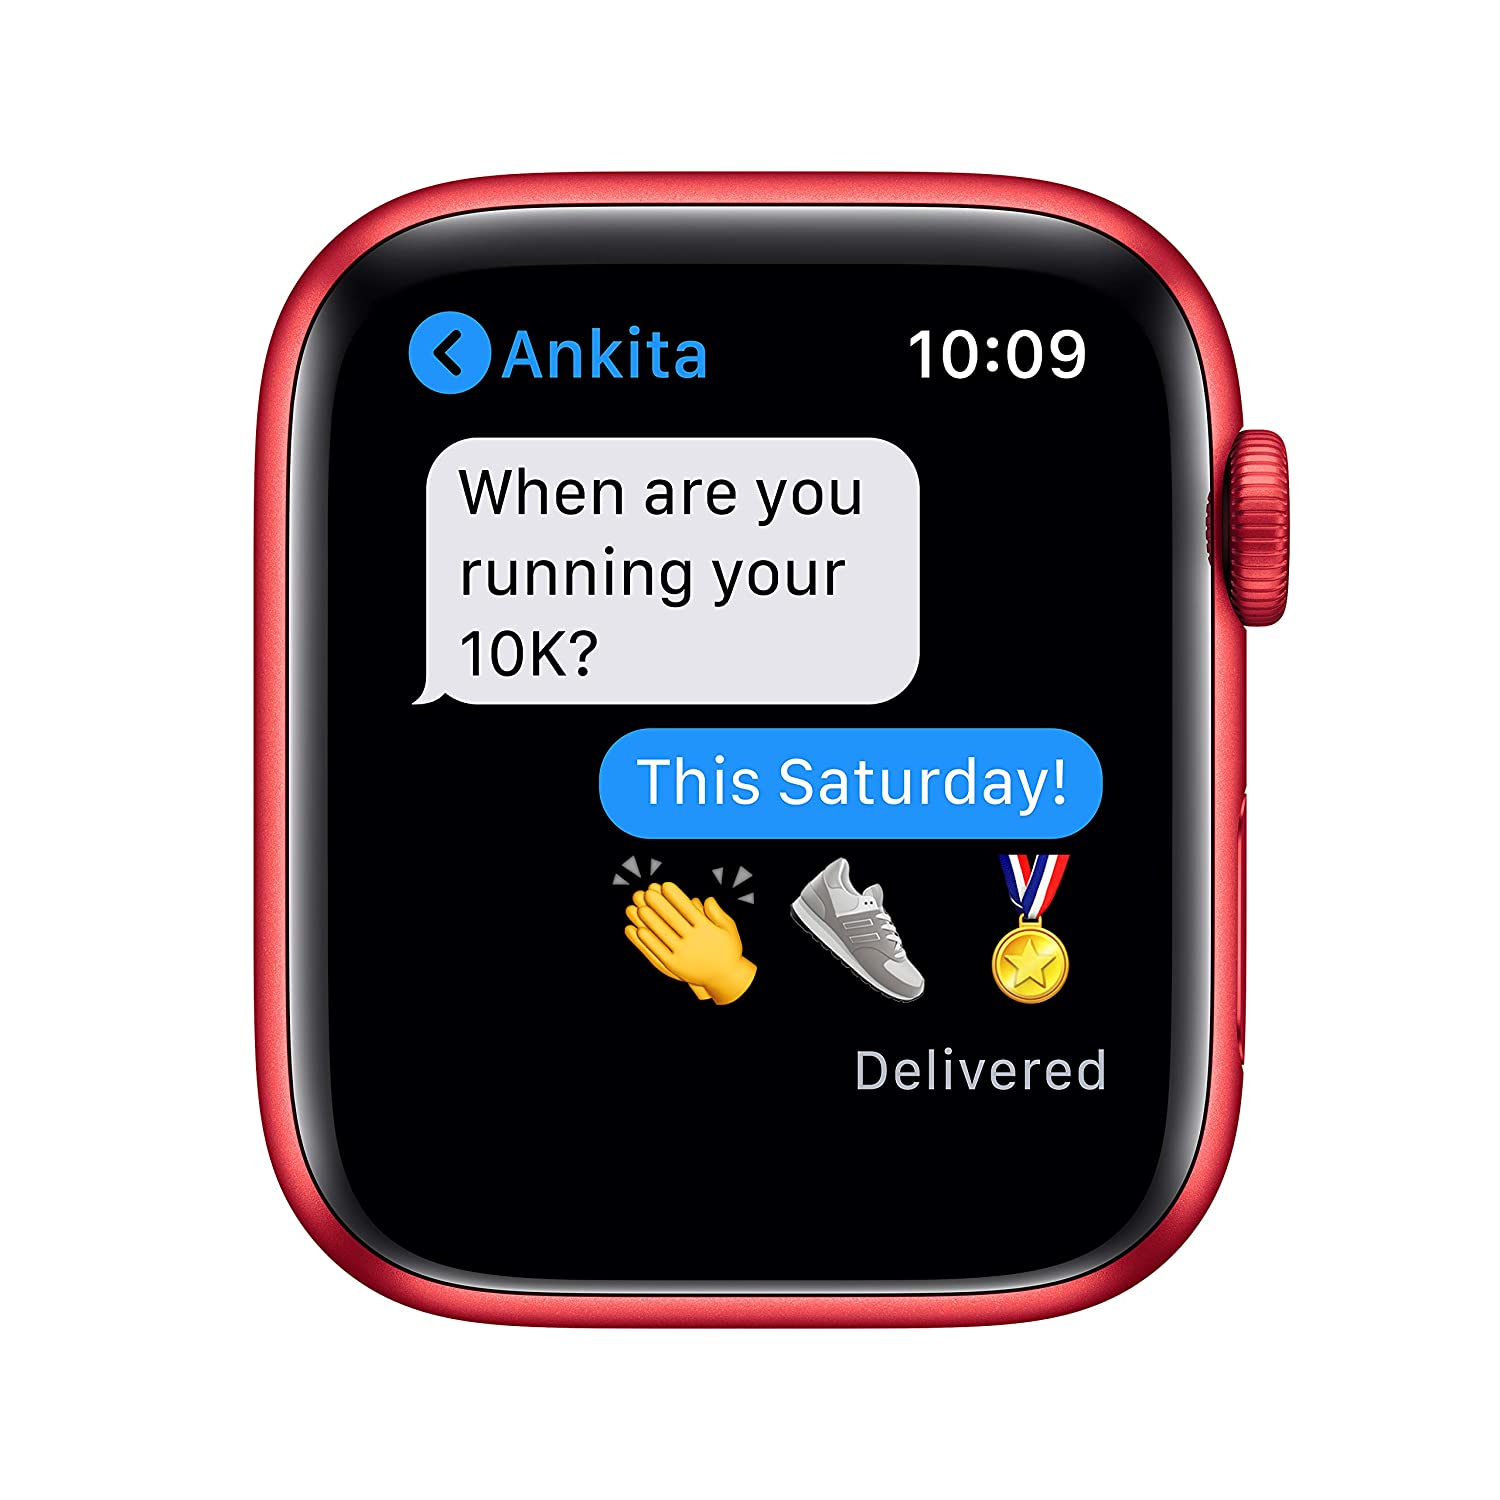 Ankita
10:09
When are you
running your
10K?
This Saturday!
Delivered